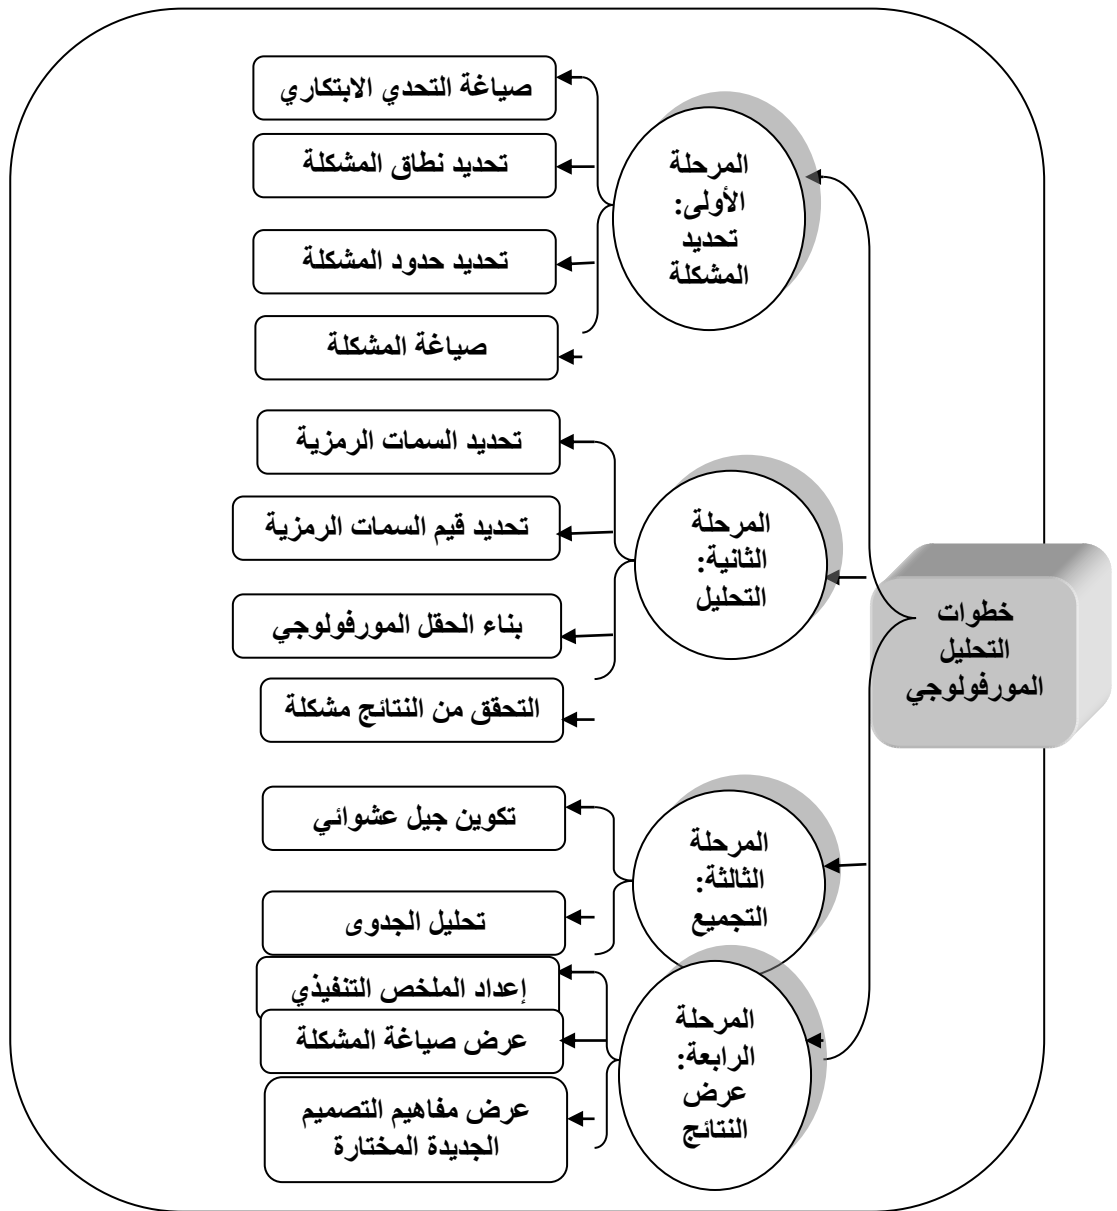 خطوات
التحليل
المورفولوجي
المرحلة
الأولى:
تحديد
المشكلة
صياغة التحدي الابتكاري
تحديد نطاق المشكلة
تحديد حدود المشكلة
صياغة المشكلة
المرحلة
الثانية:
التحليل
تحديد السمات الرمزية
تحديد قيم السمات الرمزية
بناء الحقل المورفولوجي
التحقق من النتائج مشكلة
المرحلة
الثالثة:
التجميع
تكوين جيل عشوائي
تحليل الجدوى
المرحلة
الرابعة:
عرض
النتائج
إعداد الملخص التنفيذي
عرض صياغة المشكلة
عرض مفاهيم التصميم
الجديدة المختارة